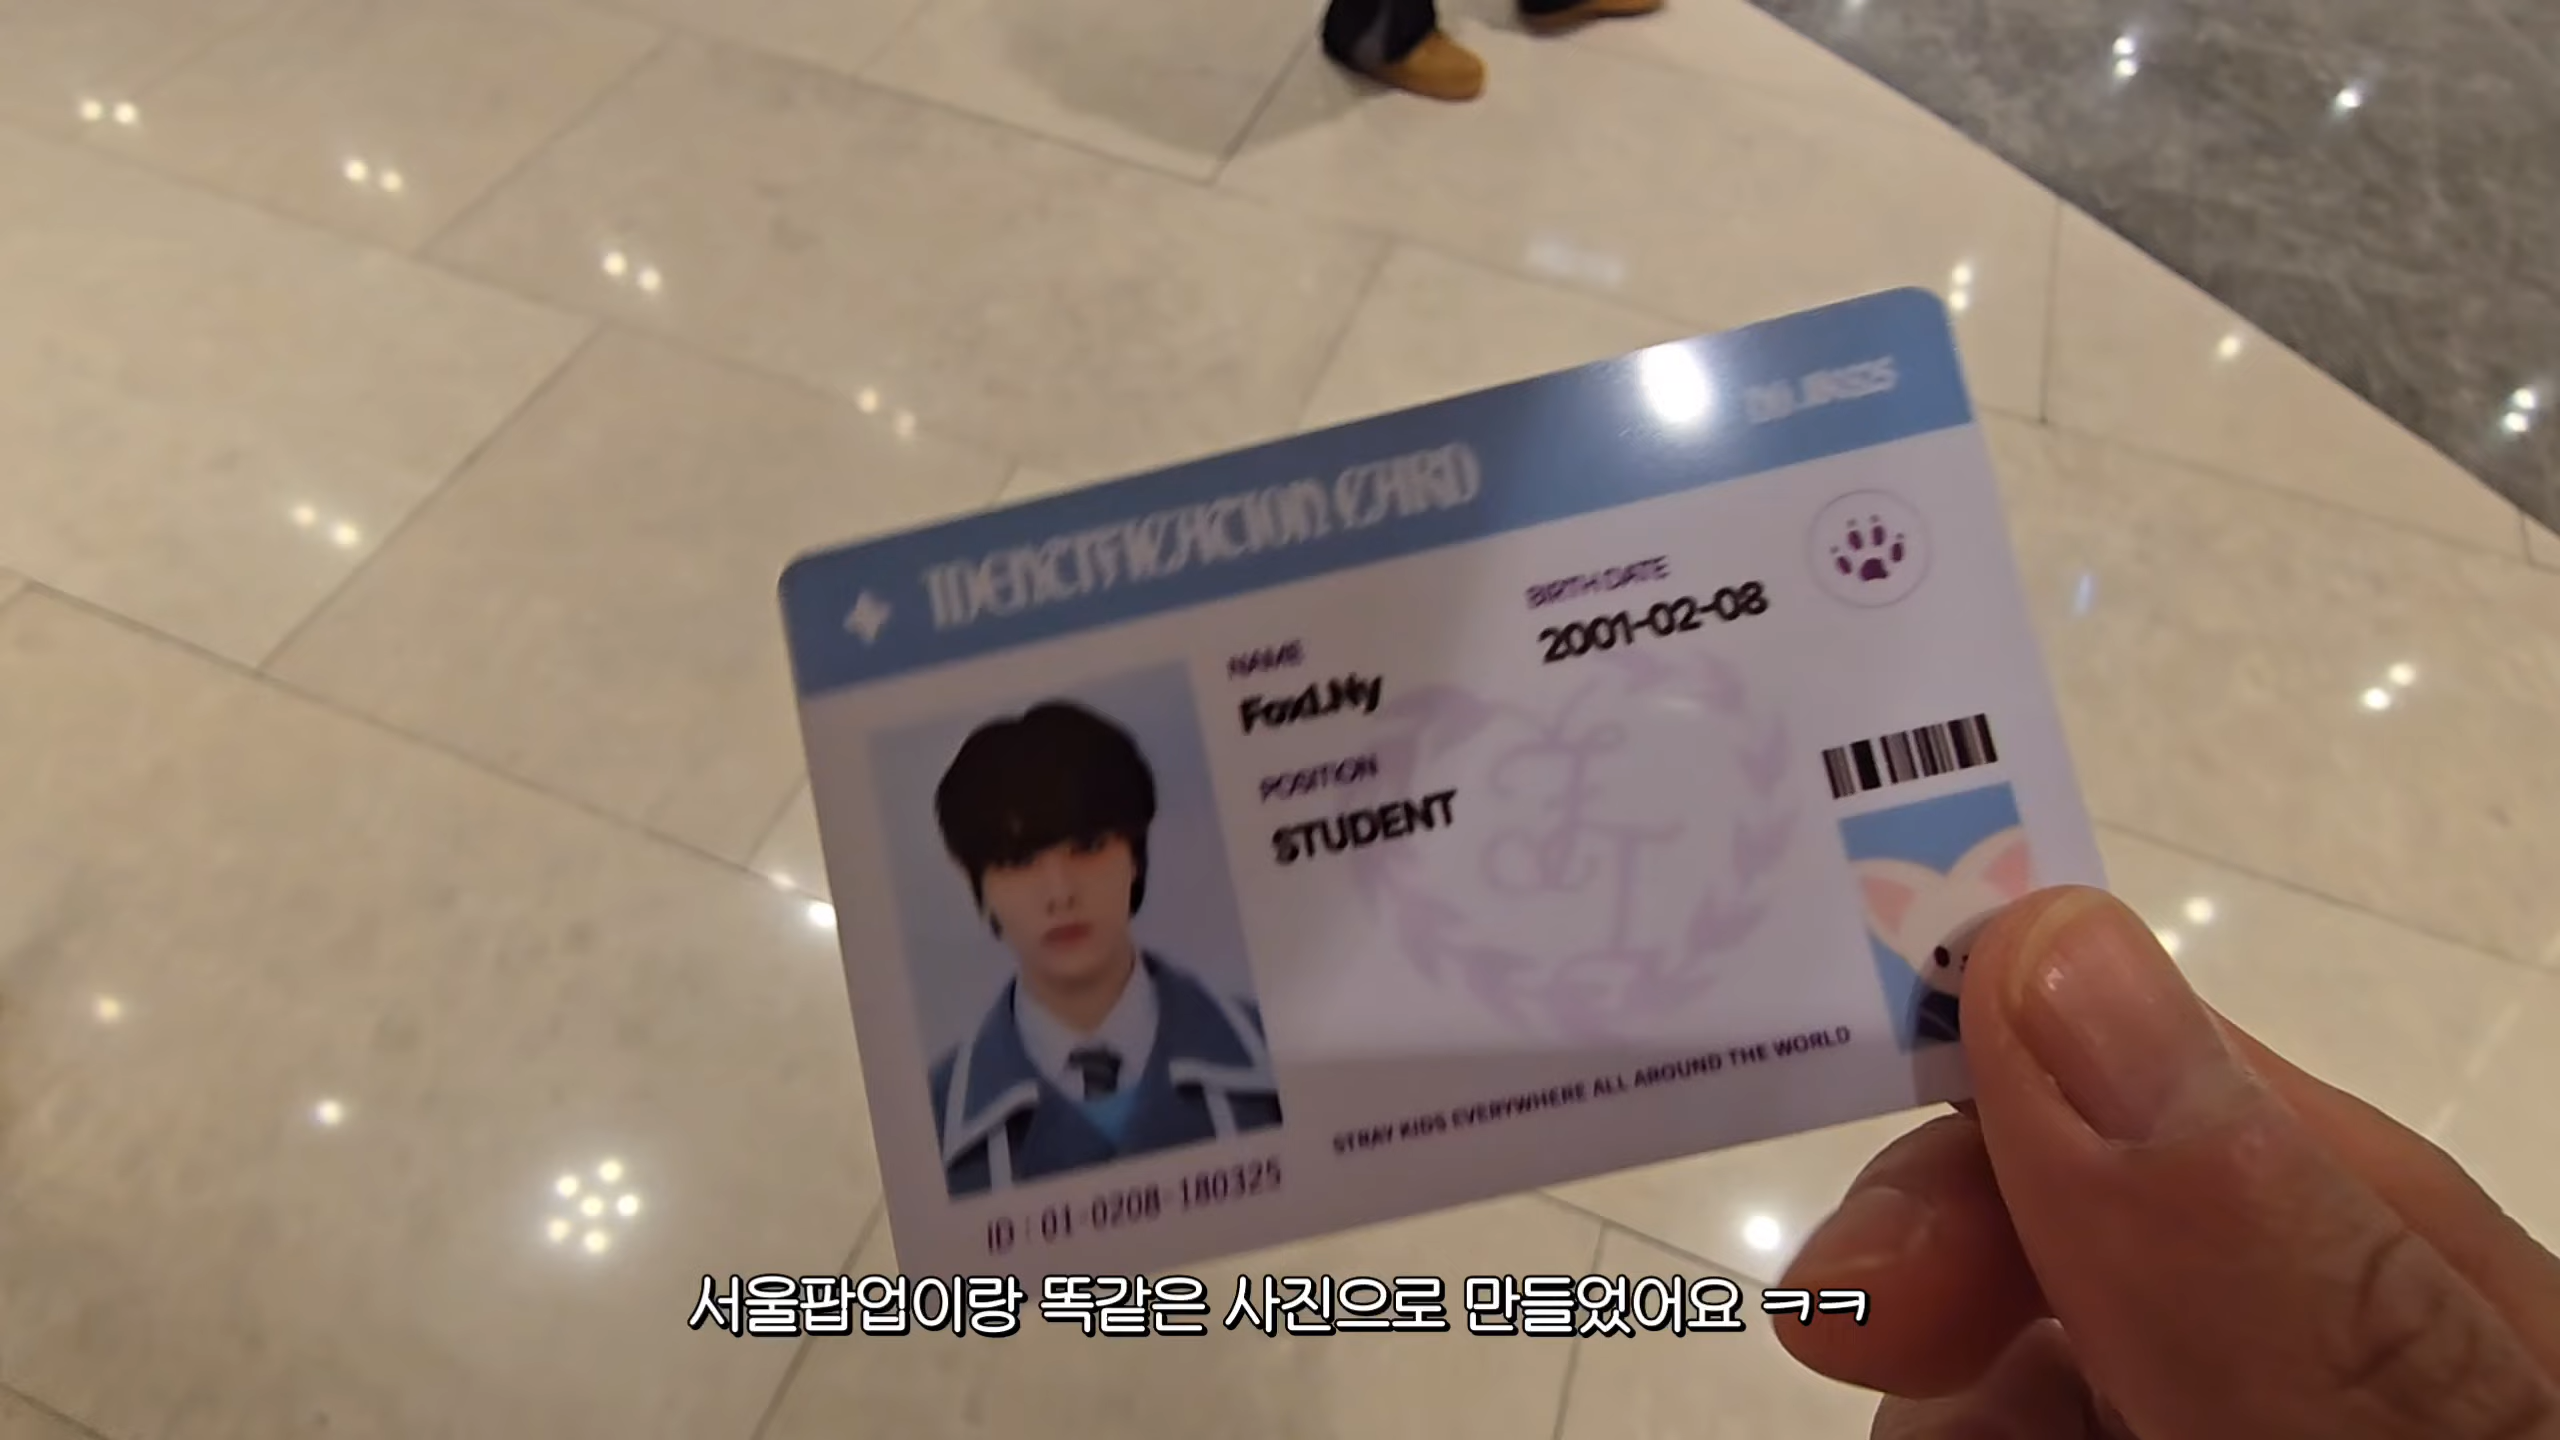 IDENTIFICATION CARD
NAME
FoxI.Ny
BIRTH DATE
2001-02-08
POSITION
STUDENT
STRAY KIDS EVERYWHERE ALL AROUND THE WORLD
ID : 01-0208-180325
서울팝업이랑 똑같은 사진으로 만들었어요 ㅋㅋ